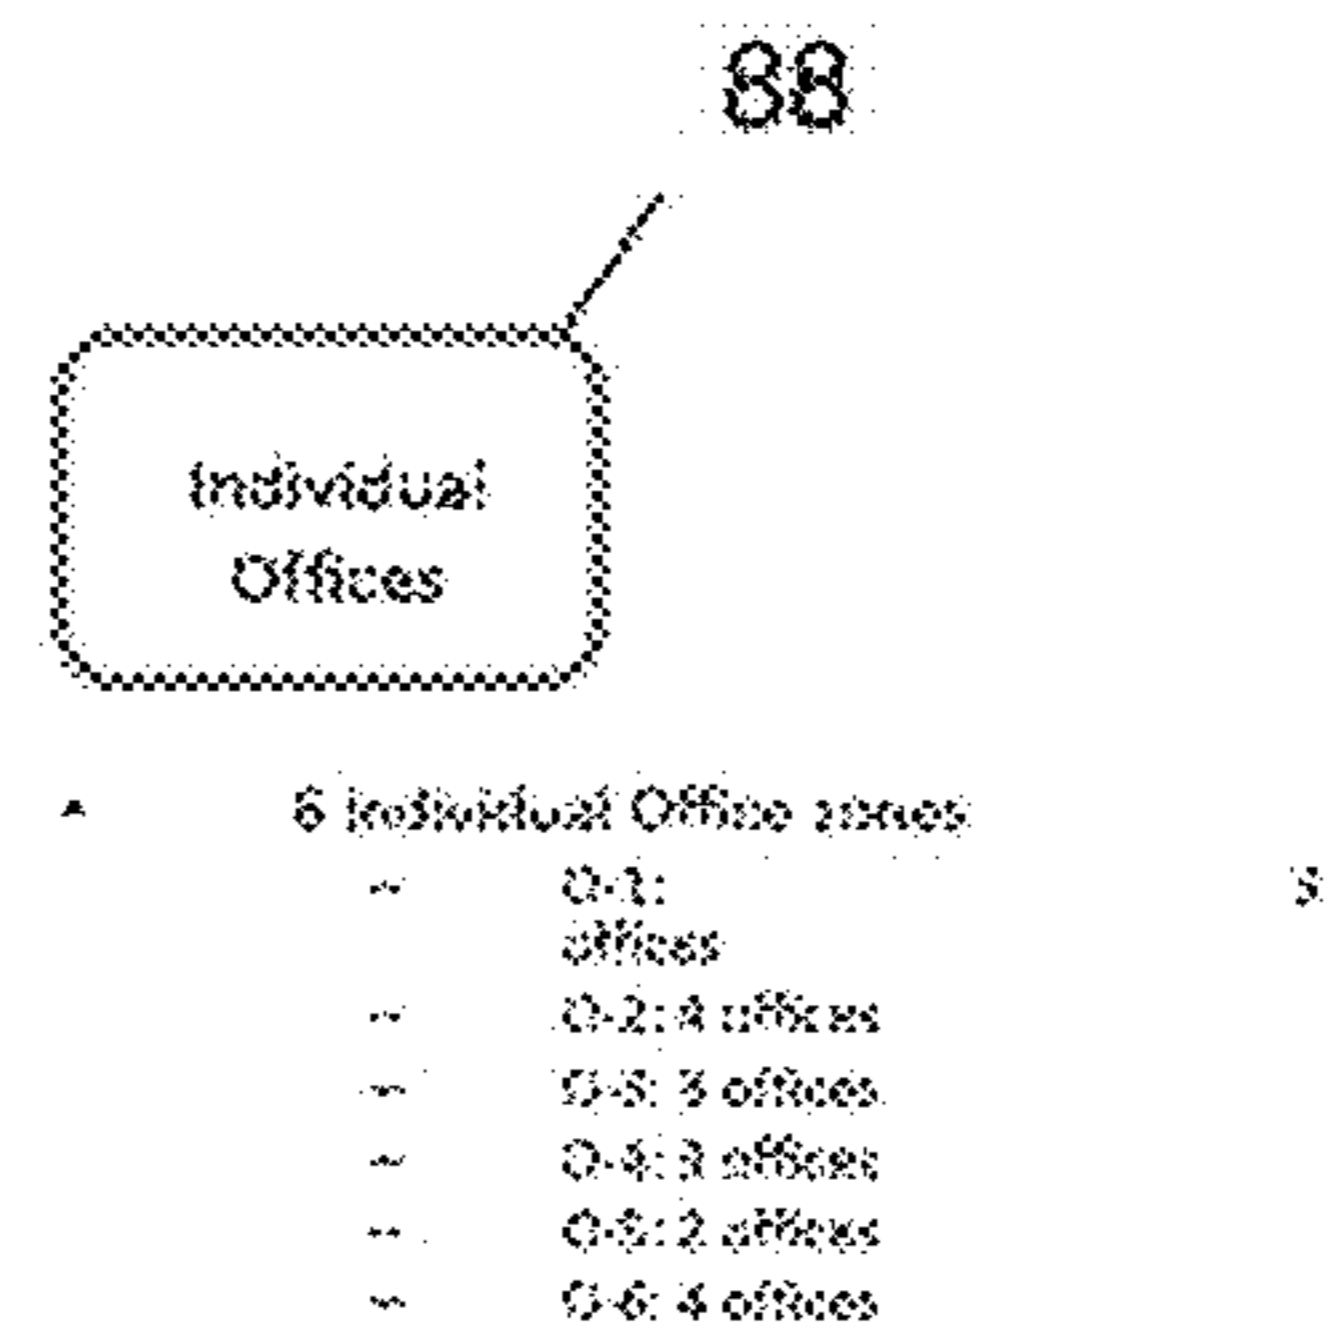 88
Individual
Offices
6 Individual Office zones
O-1:
offices
O-2: 4 offices
O-3: 3 offices
O-4: offices
O-5: 2 offices
O-6: 4 offices